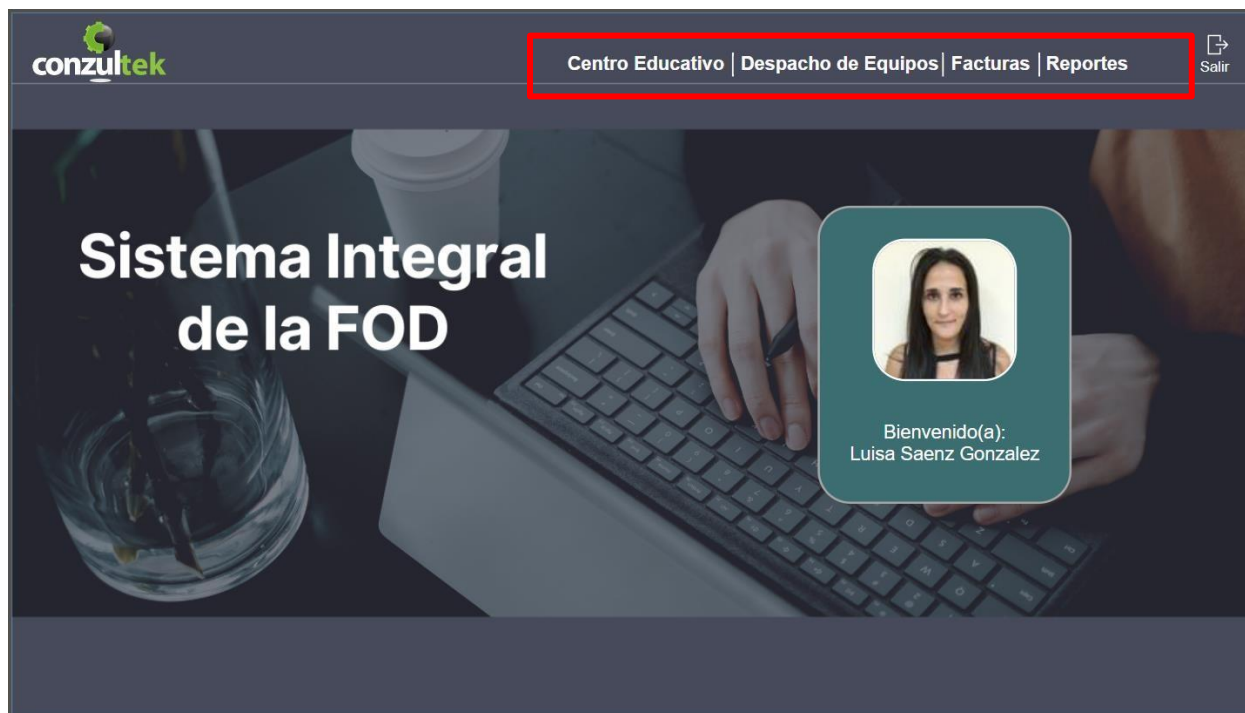 conzultek
Centro Educativo | Despacho de Equipos | Facturas | Reportes
Salir
Sistema Integral
de la FOD
Bienvenido(a):
Luisa Saenz Gonzalez